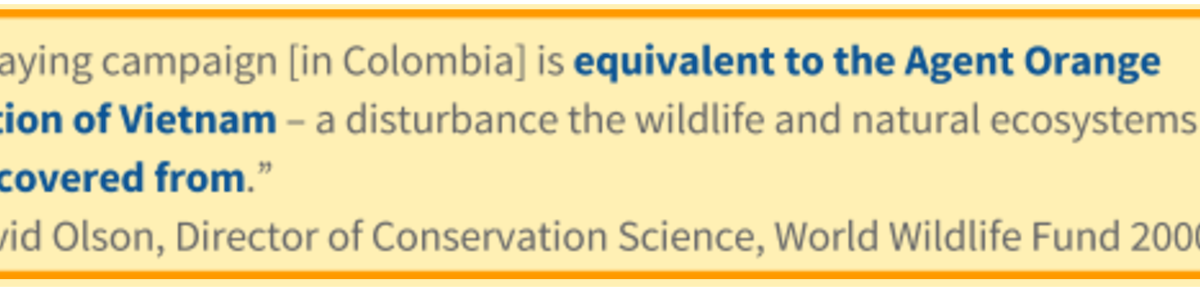 aying campaign [in Colombia] is equivalent to the Agent Orange
tion of Vietnam – a disturbance the wildlife and natural ecosystems
covered from.”
vid Olson, Director of Conservation Science, World Wildlife Fund 2000